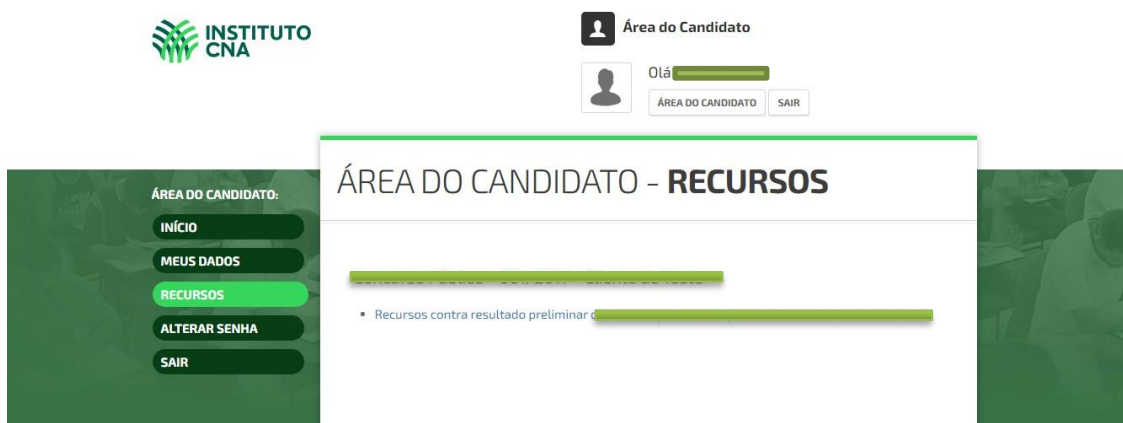 INSTITUTO
CNA
Área do Candidato
Olá
ÁREA DO CANDIDATO SAIR
ÁREA DO CANDIDATO - RECURSOS
ÁREA DO CANDIDATO:
INÍCIO
MEUS DADOS
RECURSOS
ALTERAR SENHA
SAIR
• Recursos contra resultado preliminar